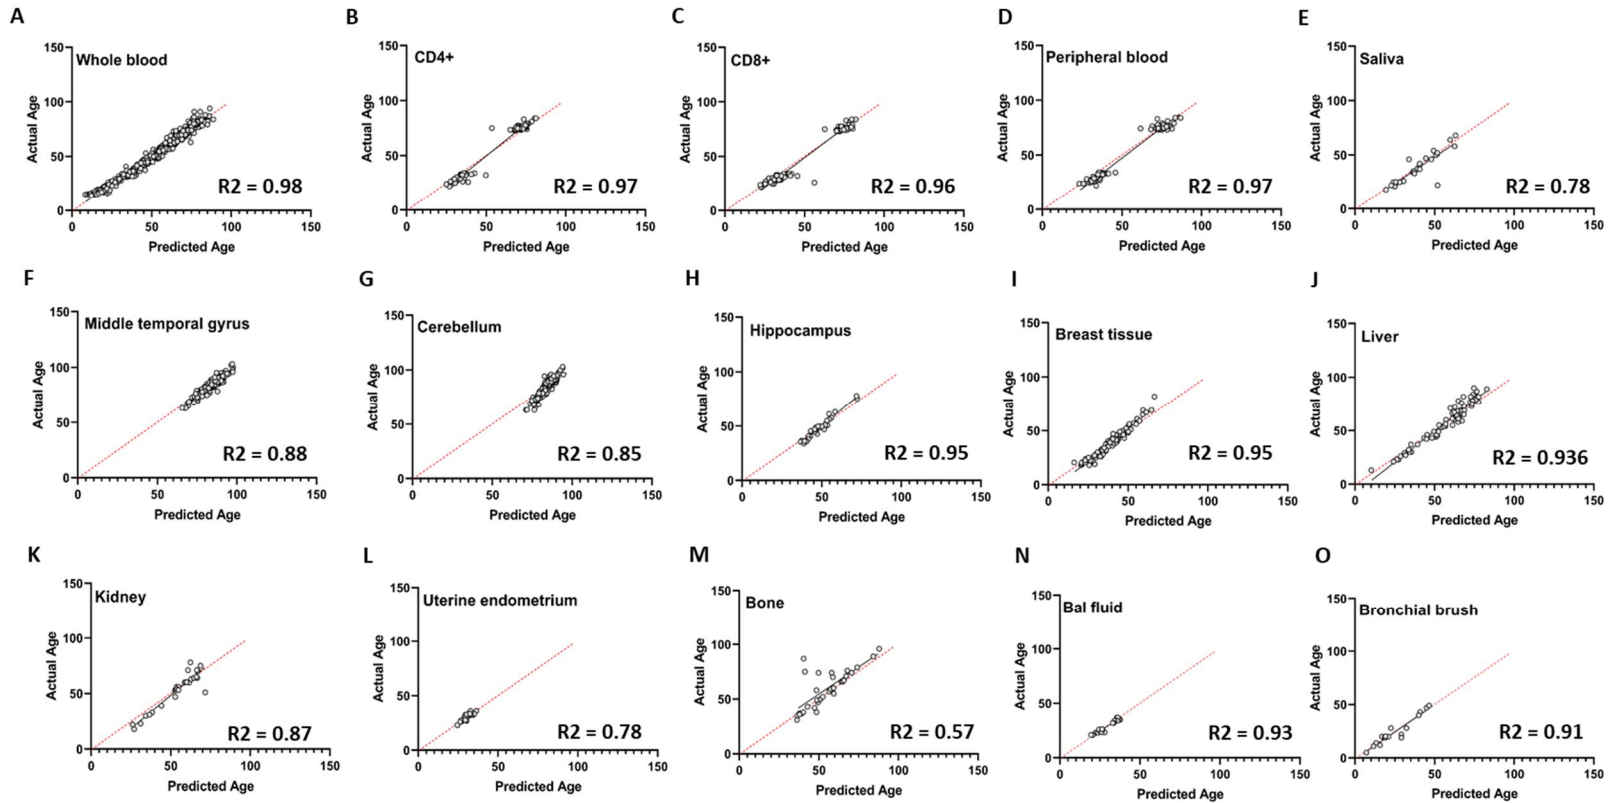 A
Whole blood
150
100
50
0
0 50 100 150
Actual Age
Predicted Age
R2 = 0.98
B
CD4+
150
100
50
0
0 50 100 150
Actual Age
Predicted Age
R2 = 0.97
C
CD8+
150
100
50
0
0 50 100 150
Actual Age
Predicted Age
R2 = 0.96
D
Peripheral blood
150
100
50
0
0 50 100 150
Actual Age
Predicted Age
R2 = 0.97
E
Saliva
150
100
50
0
0 50 100 150
Actual Age
Predicted Age
R2 = 0.78
F
Middle temporal gyrus
150
100
50
0
0 50 100 150
Actual Age
Predicted Age
R2 = 0.88
G
Cerebellum
150
100
50
0
0 50 100 150
Actual Age
Predicted Age
R2 = 0.85
H
Hippocampus
150
100
50
0
0 50 100 150
Actual Age
Predicted Age
R2 = 0.95
I
Breast tissue
150
100
50
0
0 50 100 150
Actual Age
Predicted Age
R2 = 0.95
J
Liver
150
100
50
0
0 50 100 150
Actual Age
Predicted Age
R2 = 0.936
K
Kidney
150
100
50
0
0 50 100 150
Actual Age
Predicted Age
R2 = 0.87
L
Uterine endometrium
150
100
50
0
0 50 100 150
Actual Age
Predicted Age
R2 = 0.78
M
Bone
150
100
50
0
0 50 100 150
Actual Age
Predicted Age
R2 = 0.57
N
Bal fluid
150
100
50
0
0 50 100 150
Actual Age
Predicted Age
R2 = 0.93
O
Bronchial brush
150
100
50
0
0 50 100 150
Actual Age
Predicted Age
R2 = 0.91